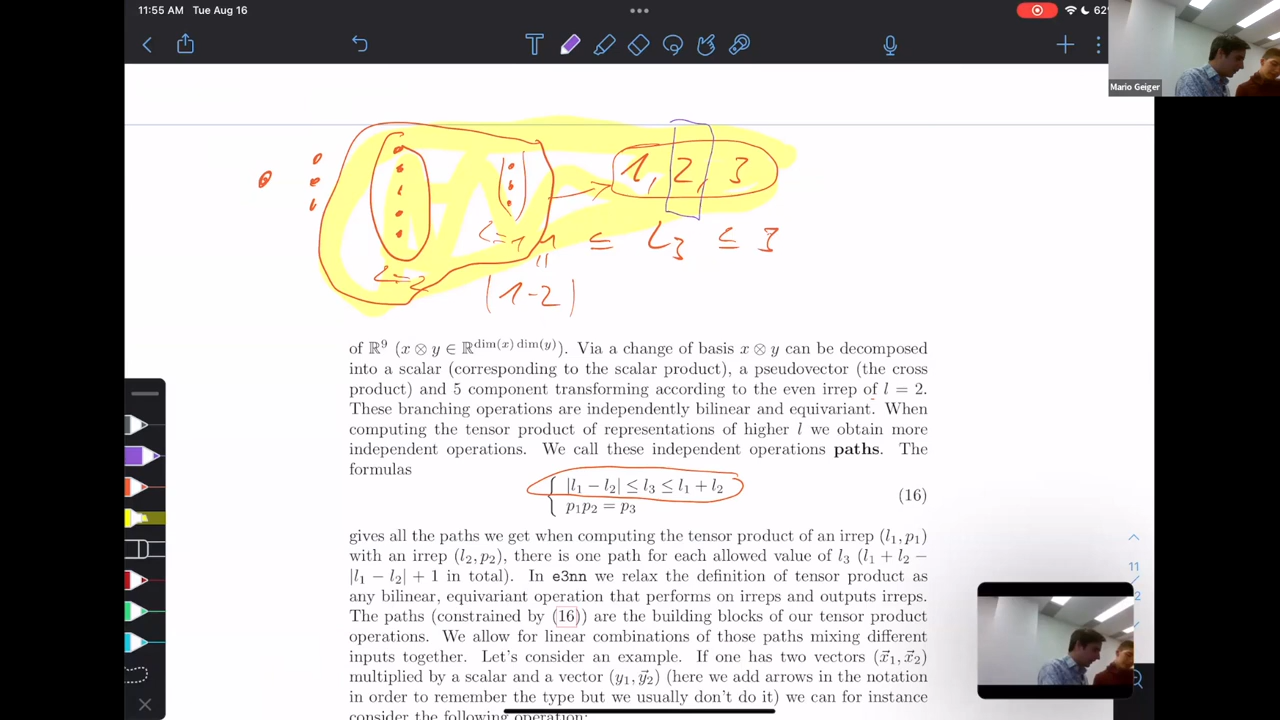 11:55 AM Tue Aug 16
62%
Mario Geiger
1, 2, 3
l=1 1 ≤ l3 ≤ 3
l=2
|1-2|
of ℝ⁹ (x ⊗ y ∈ ℝ^{dim(x) dim(y)}). Via a change of basis x ⊗ y can be decomposed
into a scalar (corresponding to the scalar product), a pseudovector (the cross
product) and 5 component transforming according to the even irrep of l = 2.
These branching operations are independently bilinear and equivariant. When
computing the tensor product of representations of higher l we obtain more
independent operations. We call these independent operations paths. The
formulas
|l₁ − l₂| ≤ l₃ ≤ l₁ + l₂
p₁p₂ = p₃
(16)
gives all the paths we get when computing the tensor product of an irrep (l₁, p₁)
with an irrep (l₂, p₂), there is one path for each allowed value of l₃ (l₁ + l₂ −
|l₁ − l₂| + 1 in total). In e3nn we relax the definition of tensor product as
any bilinear, equivariant operation that performs on irreps and outputs irreps.
The paths (constrained by (16)) are the building blocks of our tensor product
operations. We allow for linear combinations of those paths mixing different
inputs together. Let's consider an example. If one has two vectors (x⃗₁, x⃗₂)
multiplied by a scalar and a vector (y₁, y⃗₂) (here we add arrows in the notation
in order to remember the type but we usually don't do it) we can for instance
consider the following operation:
11